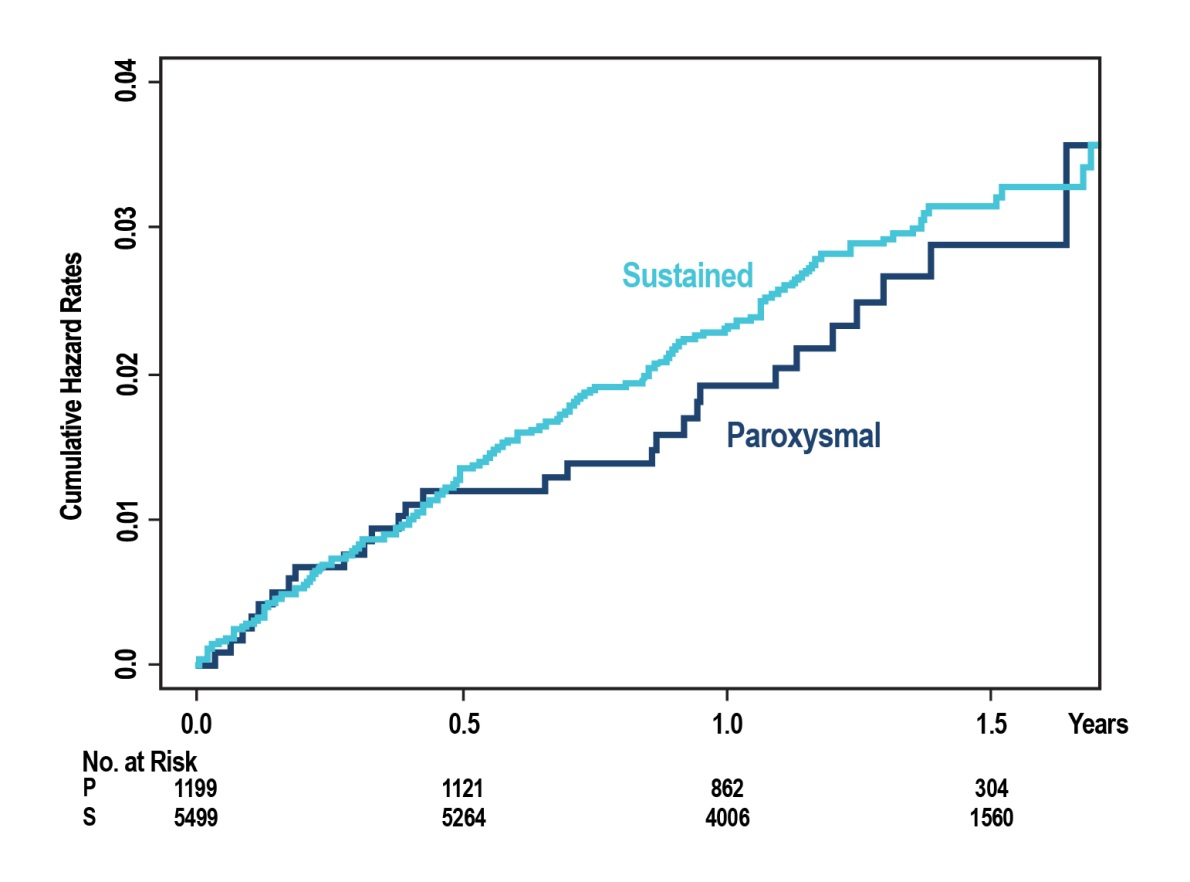 0.04
0.03
0.02
0.01
0.0
Cumulative Hazard Rates
Sustained
Paroxysmal
0.0 0.5 1.0 1.5 Years
No. at Risk
P 1199 1121 862 304
S 5499 5264 4006 1560